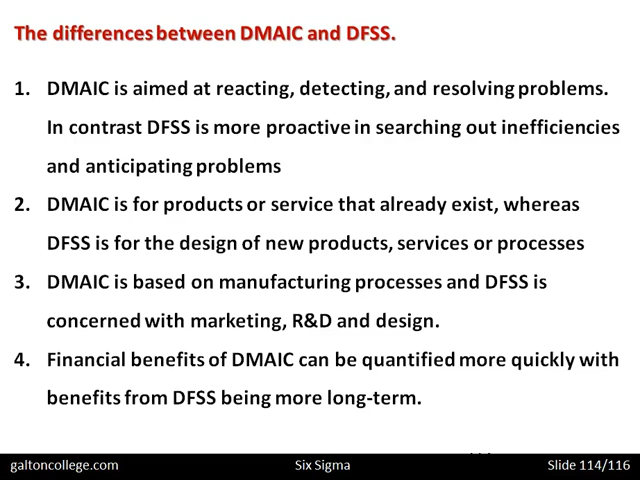 The differences between DMAIC and DFSS.
1. DMAIC is aimed at reacting, detecting, and resolving problems.
In contrast DFSS is more proactive in searching out inefficiencies
and anticipating problems
2. DMAIC is for products or service that already exist, whereas
DFSS is for the design of new products, services or processes
3. DMAIC is based on manufacturing processes and DFSS is
concerned with marketing, R&D and design.
4. Financial benefits of DMAIC can be quantified more quickly with
benefits from DFSS being more long-term.
galtoncollege.com Six Sigma Slide 114/116